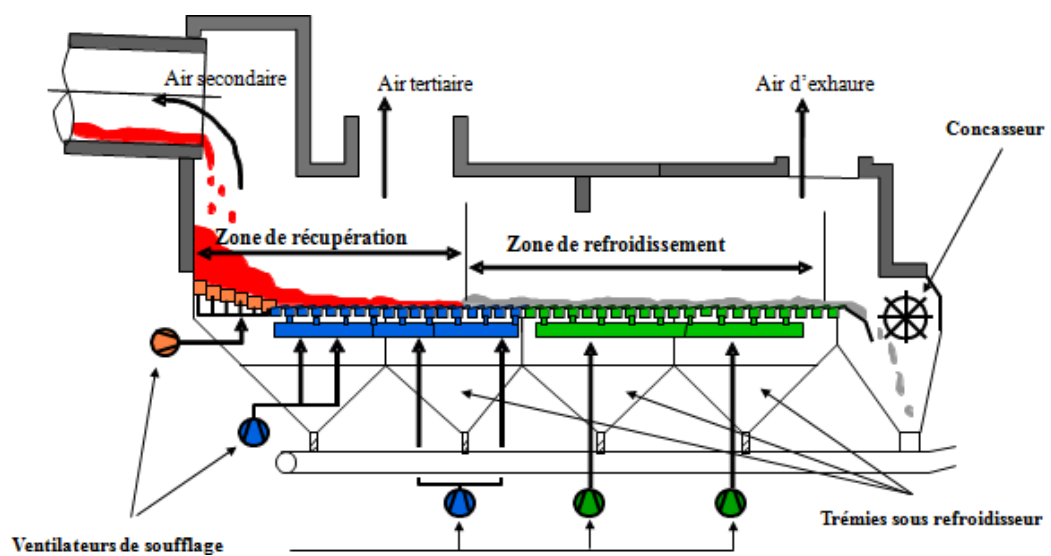 Air secondaire
Air tertiaire
Air d’exhaure
Concasseur
Zone de récupération
Zone de refroidissement
Trémies sous refroidisseur
Ventilateurs de soufflage